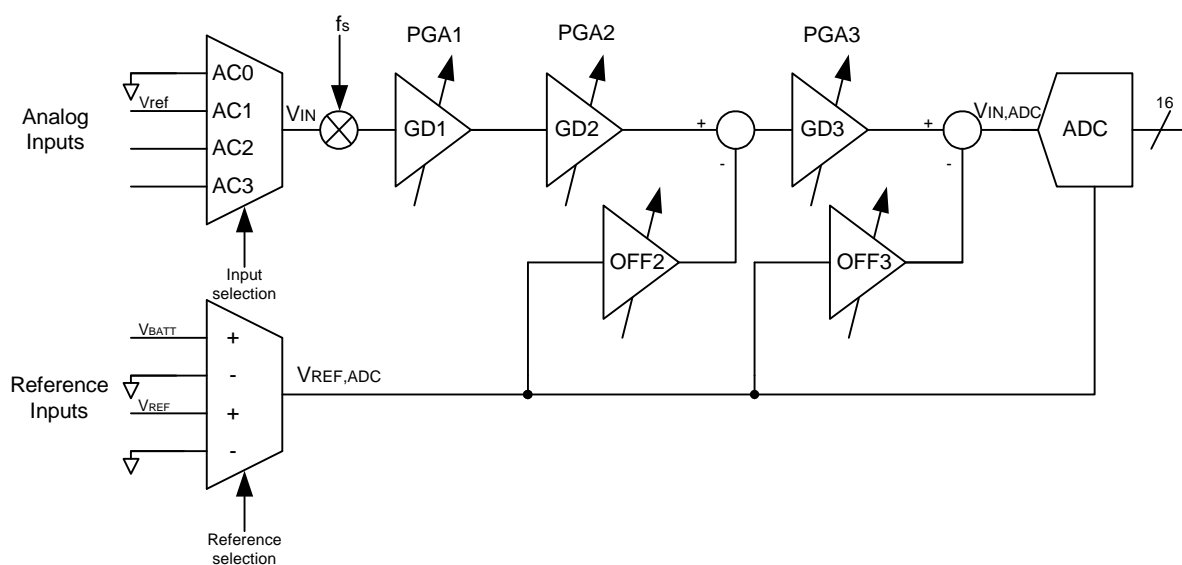 fs
PGA1
PGA2
PGA3
Analog
Inputs
AC0
Vref
AC1
AC2
AC3
VIN
GD1
GD2
+
-
GD3
+
-
VIN,ADC
ADC
16
OFF2
OFF3
Input
selection
Reference
Inputs
VBATT
+
-
VREF
+
-
VREF,ADC
Reference
selection